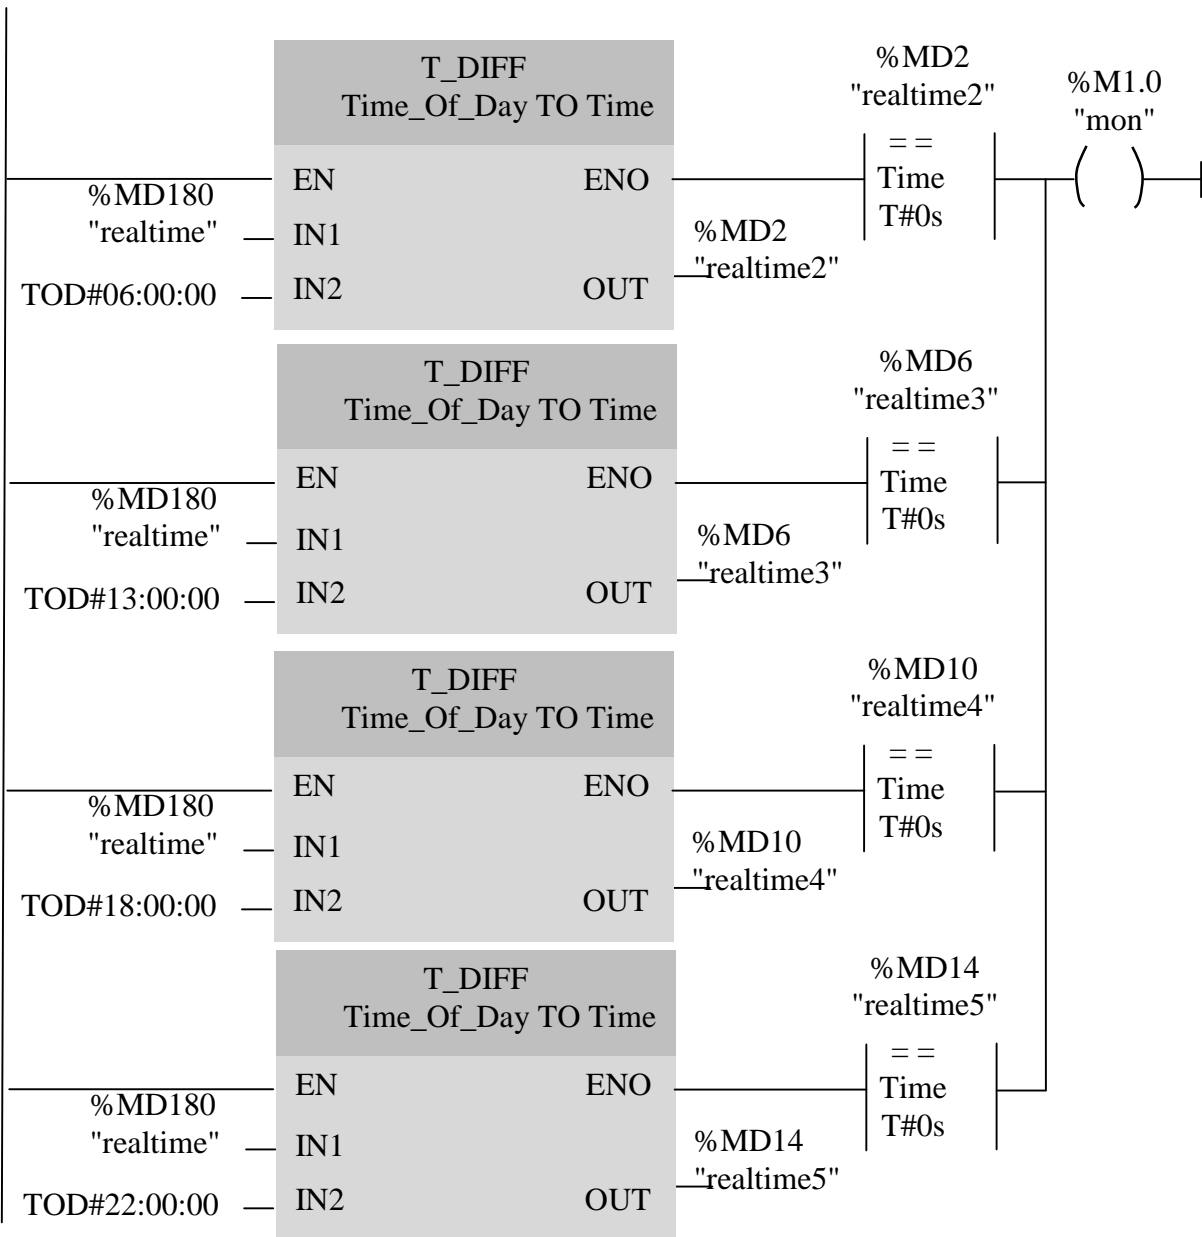 T_DIFF
Time_Of_Day TO Time
%MD2
"realtime2"
%M1.0
"mon"
= =
Time
T#0s
EN
ENO
%MD180
"realtime"
IN1
%MD2
"realtime2"
TOD#06:00:00
IN2
OUT
T_DIFF
Time_Of_Day TO Time
%MD6
"realtime3"
= =
Time
T#0s
EN
ENO
%MD180
"realtime"
IN1
%MD6
"realtime3"
TOD#13:00:00
IN2
OUT
T_DIFF
Time_Of_Day TO Time
%MD10
"realtime4"
= =
Time
T#0s
EN
ENO
%MD180
"realtime"
IN1
%MD10
"realtime4"
TOD#18:00:00
IN2
OUT
T_DIFF
Time_Of_Day TO Time
%MD14
"realtime5"
= =
Time
T#0s
EN
ENO
%MD180
"realtime"
IN1
%MD14
"realtime5"
TOD#22:00:00
IN2
OUT